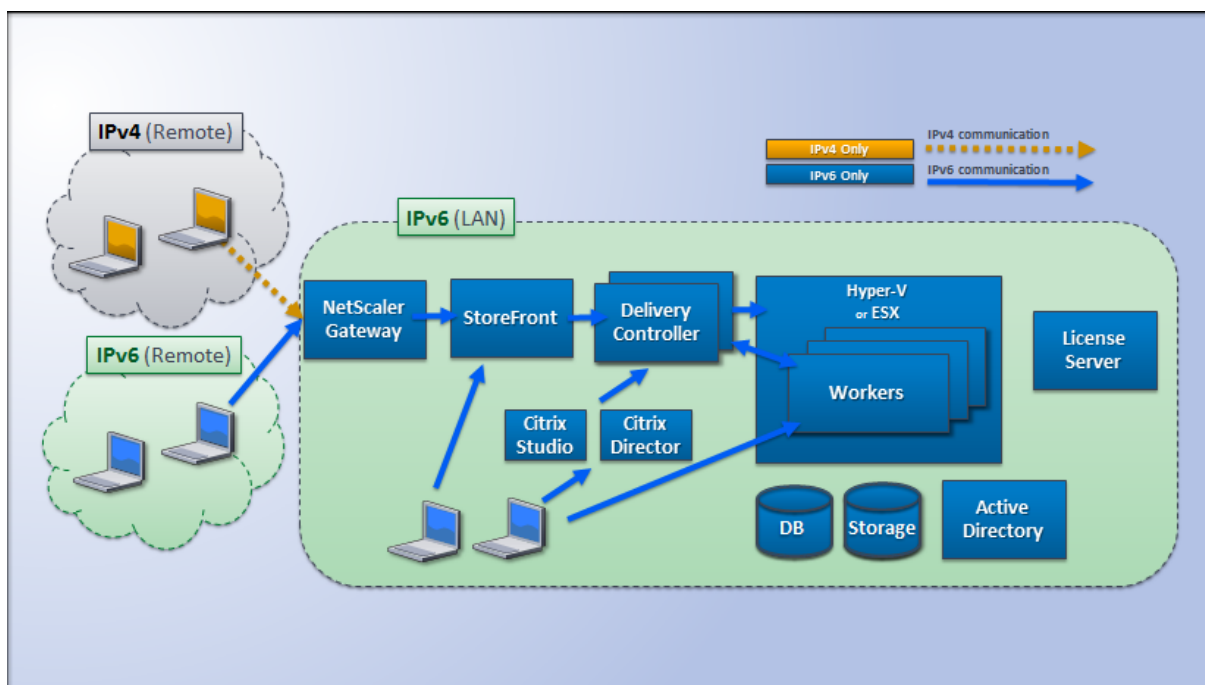 IPv4 (Remote)
IPv4 communication
IPv4 Only
IPv6 communication
IPv6 Only
IPv6 (LAN)
NetScaler
Gateway
StoreFront
Delivery
Controller
Hyper-V
or ESX
Workers
License
Server
IPv6 (Remote)
Citrix
Studio
Citrix
Director
DB
Storage
Active
Directory